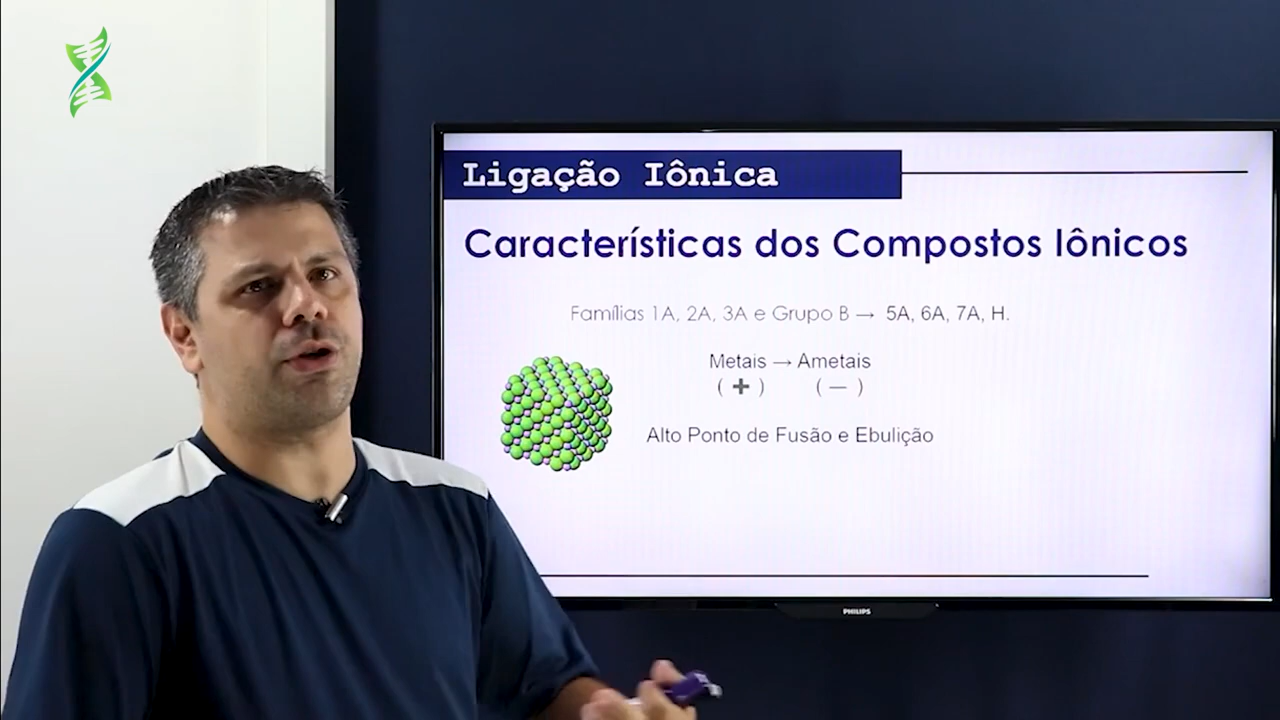 Ligação Iônica
Características dos Compostos Iônicos
Famílias 1A, 2A, 3A e Grupo B → 5A, 6A, 7A, H.
Metais → Ametais
( + ) ( — )
Alto Ponto de Fusão e Ebulição
PHILIPS